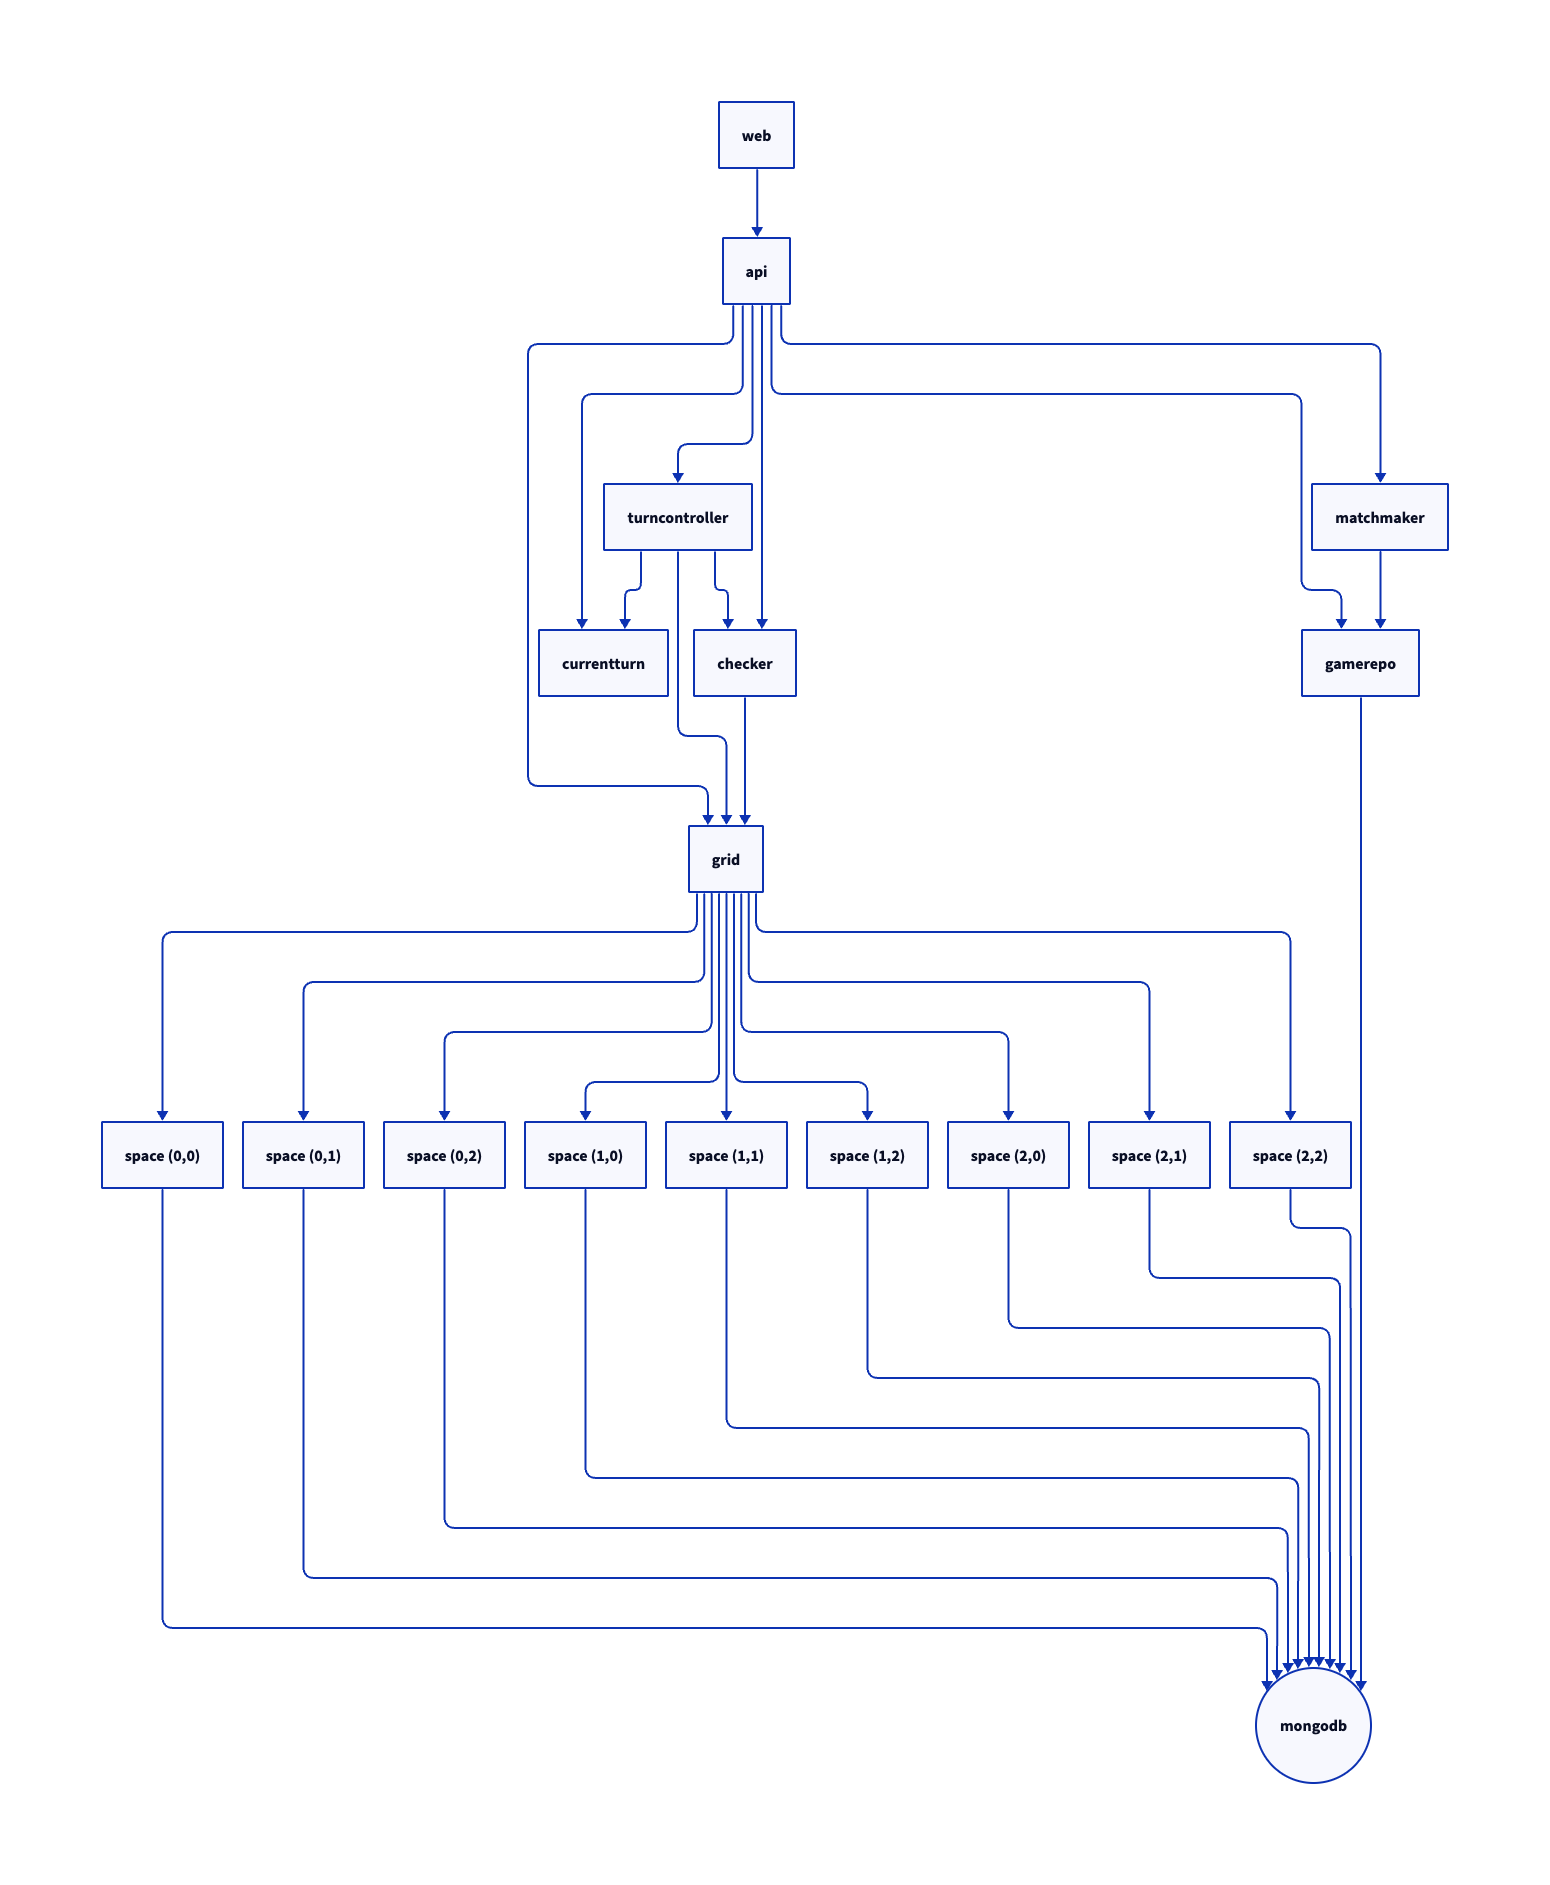 web
api
turncontroller
matchmaker
currentturn
checker
gamerepo
grid
space (0,0)
space (0,1)
space (0,2)
space (1,0)
space (1,1)
space (1,2)
space (2,0)
space (2,1)
space (2,2)
mongodb